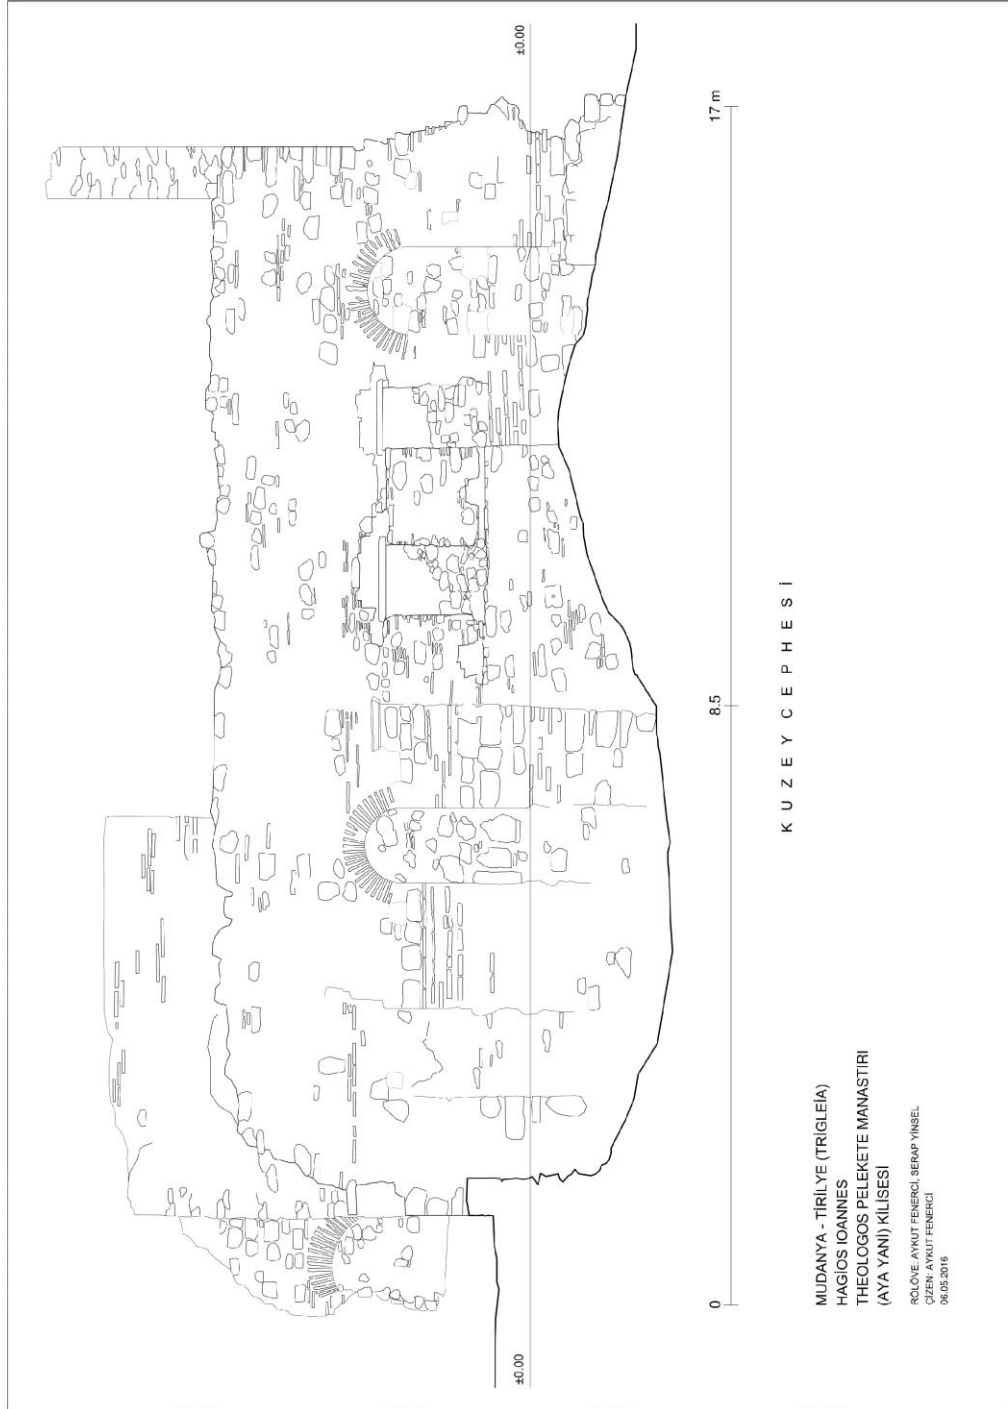 ±0.00
±0.00
0
8.5
17 m
K U Z E Y C E P H E S İ
MUDANYA - TİRİLYE (TRİGLEİA)
HAGİOS IOANNES
THEOLOGOS PELEKETE MANASTIRI
(AYA YANİ) KİLİSESİ
RÖLÖVE: AYKUT FENERCİ, SERAP YİNSEL
ÇİZEN: AYKUT FENERCİ
06.05.2016